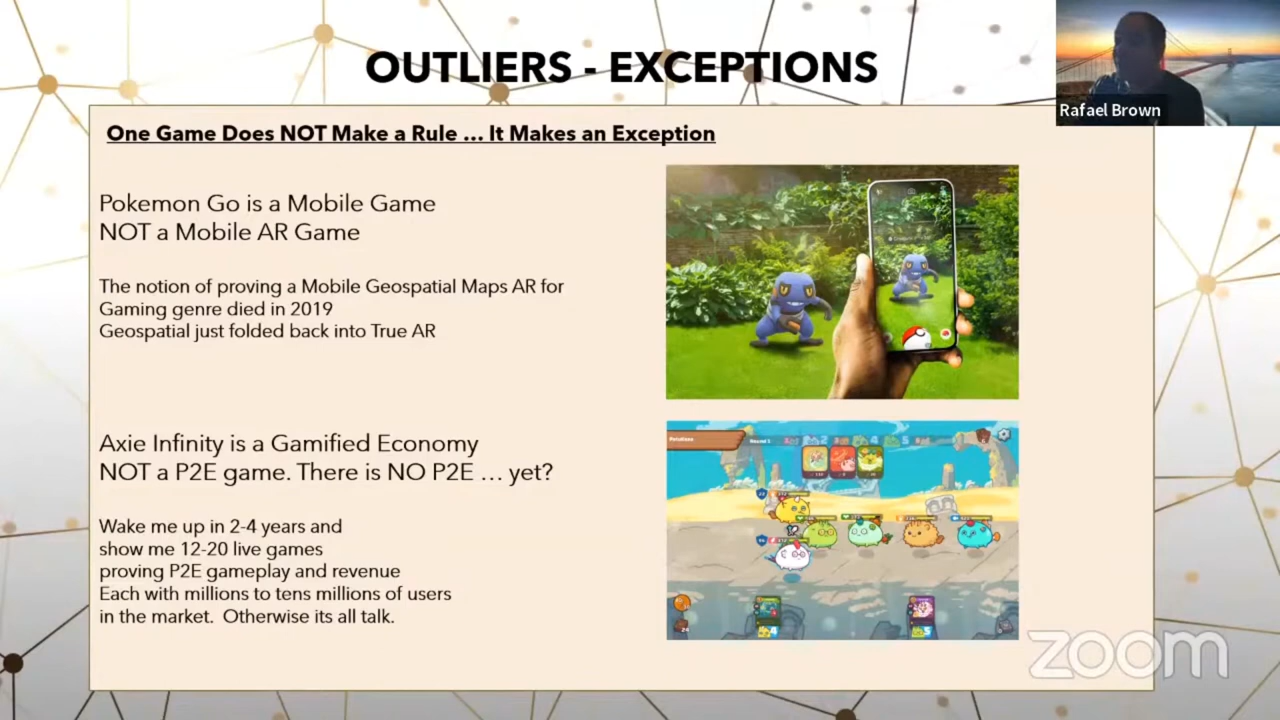 OUTLIERS - EXCEPTIONS
Rafael Brown
One Game Does NOT Make a Rule ... It Makes an Exception
Pokemon Go is a Mobile Game
NOT a Mobile AR Game
The notion of proving a Mobile Geospatial Maps AR for
Gaming genre died in 2019
Geospatial just folded back into True AR
Axie Infinity is a Gamified Economy
NOT a P2E game. There is NO P2E ... yet?
Wake me up in 2-4 years and
show me 12-20 live games
proving P2E gameplay and revenue
Each with millions to tens millions of users
in the market.  Otherwise its all talk.
zoom